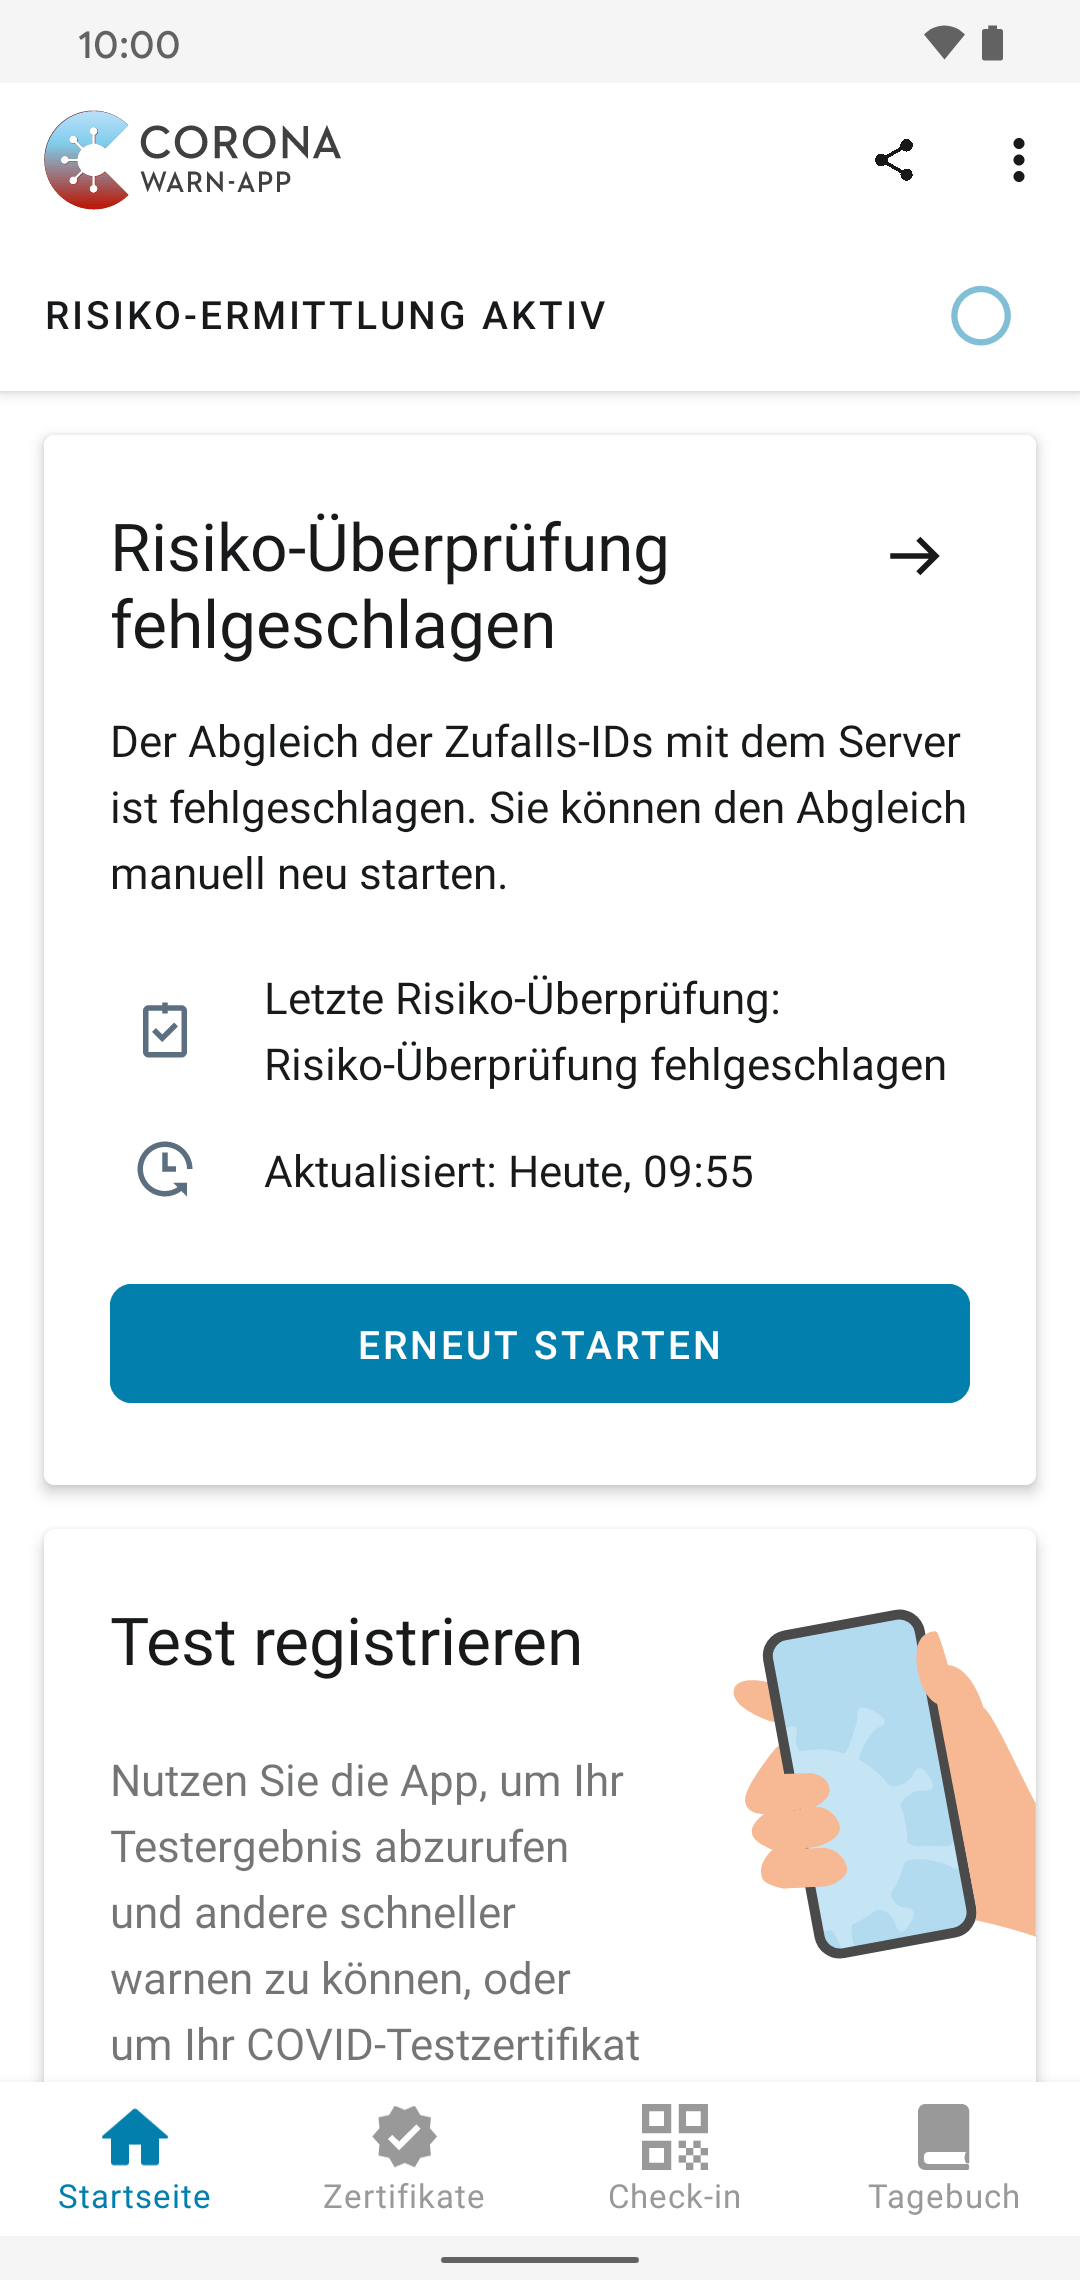 10:00
CORONA
WARN-APP
RISIKO-ERMITTLUNG AKTIV
Risiko-Überprüfung
fehlgeschlagen
Der Abgleich der Zufalls-IDs mit dem Server
ist fehlgeschlagen. Sie können den Abgleich
manuell neu starten.
Letzte Risiko-Überprüfung:
Risiko-Überprüfung fehlgeschlagen
Aktualisiert: Heute, 09:55
ERNEUT STARTEN
Test registrieren
Nutzen Sie die App, um Ihr
Testergebnis abzurufen
und andere schneller
warnen zu können, oder
um Ihr COVID-Testzertifikat
Startseite
Zertifikate
Check-in
Tagebuch